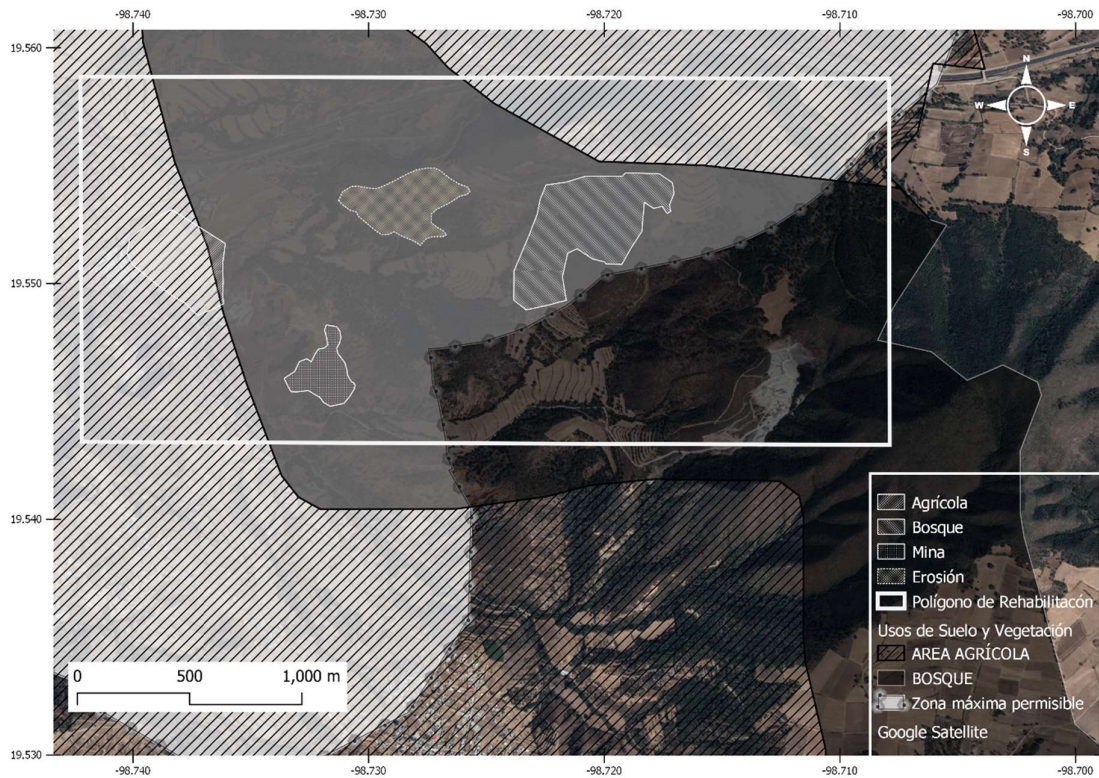 -98.740 -98.730 -98.720 -98.710 -98.700
19.560
N
W E
S
19.550
19.540
Agrícola
Bosque
Mina
Erosión
Polígono de Rehabilitacón
Usos de Suelo y Vegetación
AREA AGRÍCOLA
BOSQUE
Zona máxima permisible
Google Satellite
0 500 1,000 m
19.530
-98.740 -98.730 -98.720 -98.710 -98.700